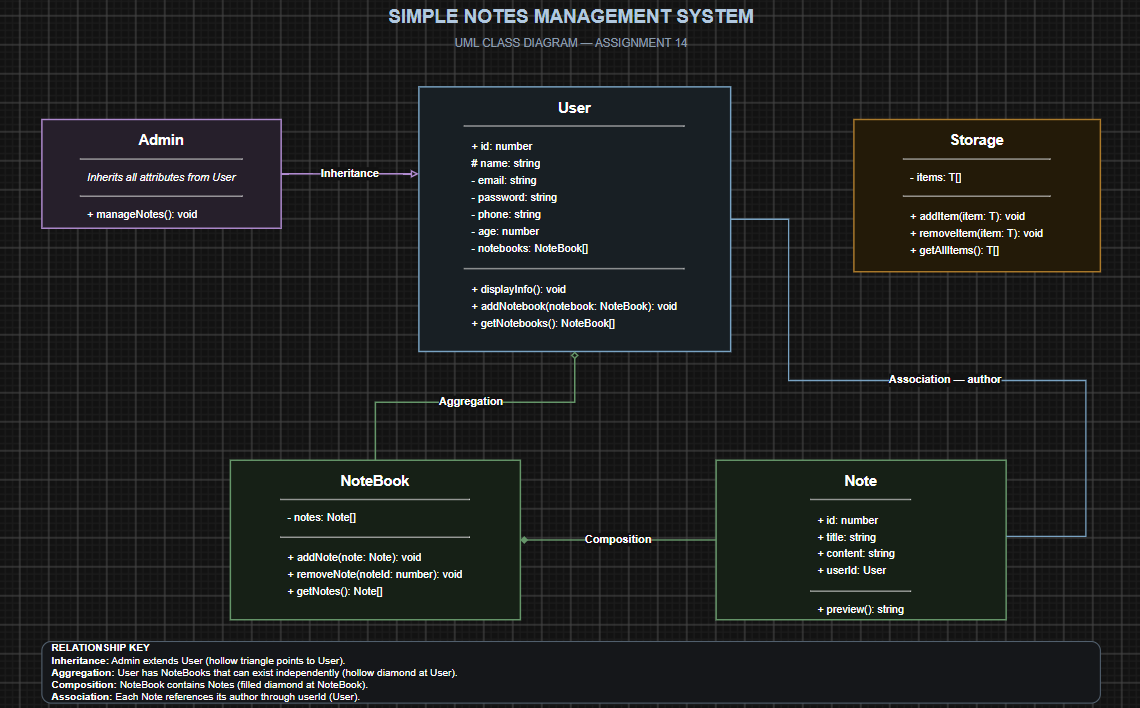 SIMPLE NOTES MANAGEMENT SYSTEM
UML CLASS DIAGRAM — ASSIGNMENT 14
Admin
Inherits all attributes from User
+ manageNotes(): void
Inheritance
User
+ id: number
# name: string
- email: string
- password: string
- phone: string
- age: number
- notebooks: NoteBook[]
+ displayInfo(): void
+ addNotebook(notebook: NoteBook): void
+ getNotebooks(): NoteBook[]
Storage
- items: T[]
+ addItem(item: T): void
+ removeItem(item: T): void
+ getAllItems(): T[]
Association — author
Aggregation
NoteBook
- notes: Note[]
+ addNote(note: Note): void
+ removeNote(noteId: number): void
+ getNotes(): Note[]
Composition
Note
+ id: number
+ title: string
+ content: string
+ userId: User
+ preview(): string
RELATIONSHIP KEY
Inheritance: Admin extends User (hollow triangle points to User).
Aggregation: User has NoteBooks that can exist independently (hollow diamond at User).
Composition: NoteBook contains Notes (filled diamond at NoteBook).
Association: Each Note references its author through userId (User).